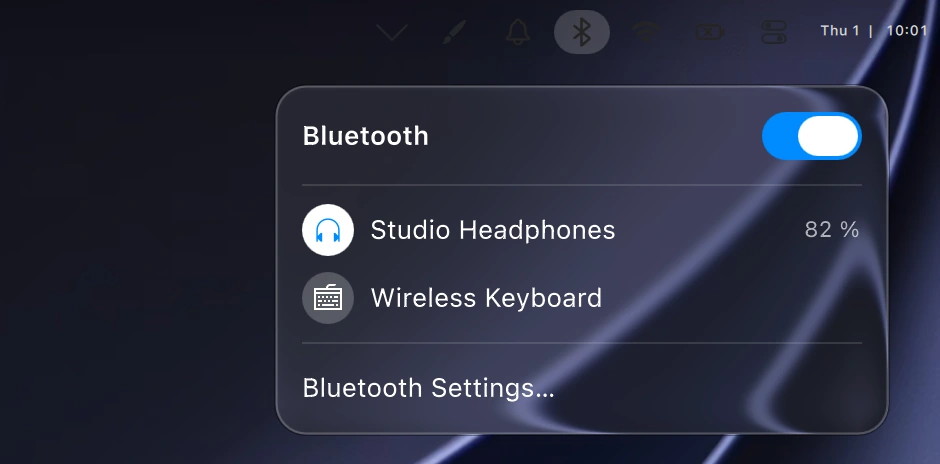 Thu 1 | 10:01
Bluetooth
Studio Headphones 82 %
Wireless Keyboard
Bluetooth Settings...